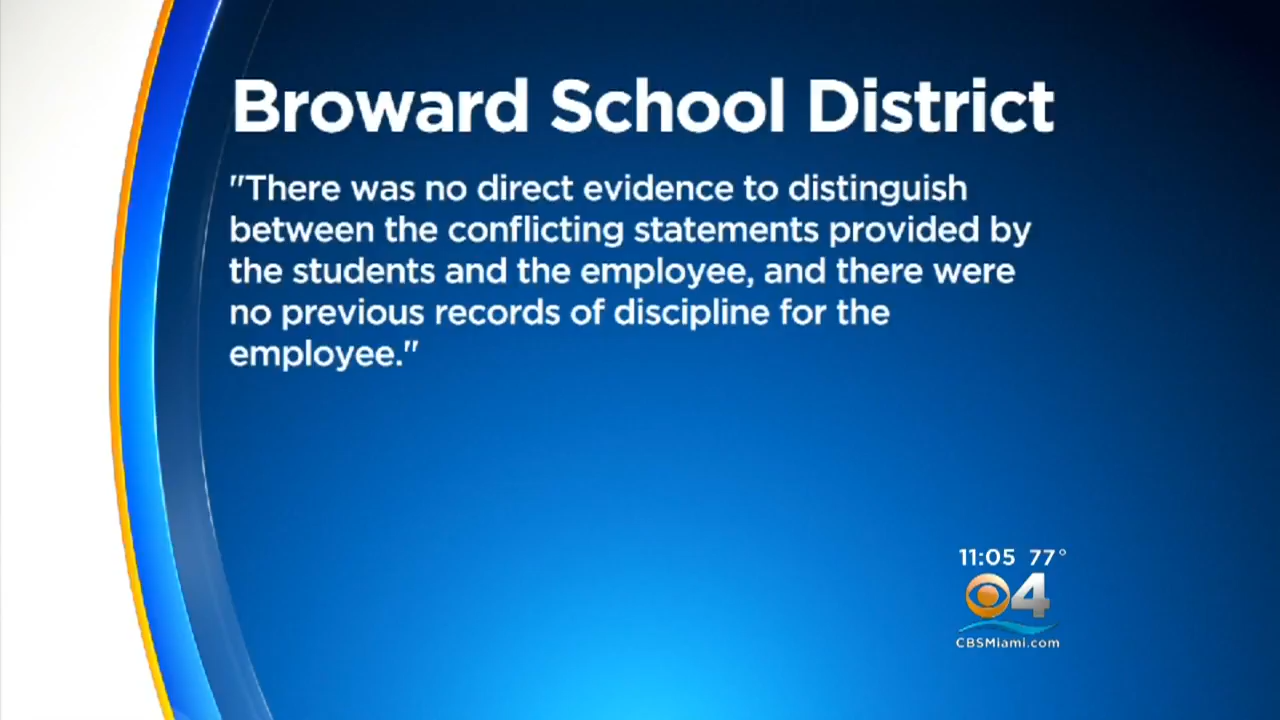 Broward School District
"There was no direct evidence to distinguish
between the conflicting statements provided by
the students and the employee, and there were
no previous records of discipline for the
employee."
11:05 77°
4
CBSMiami.com